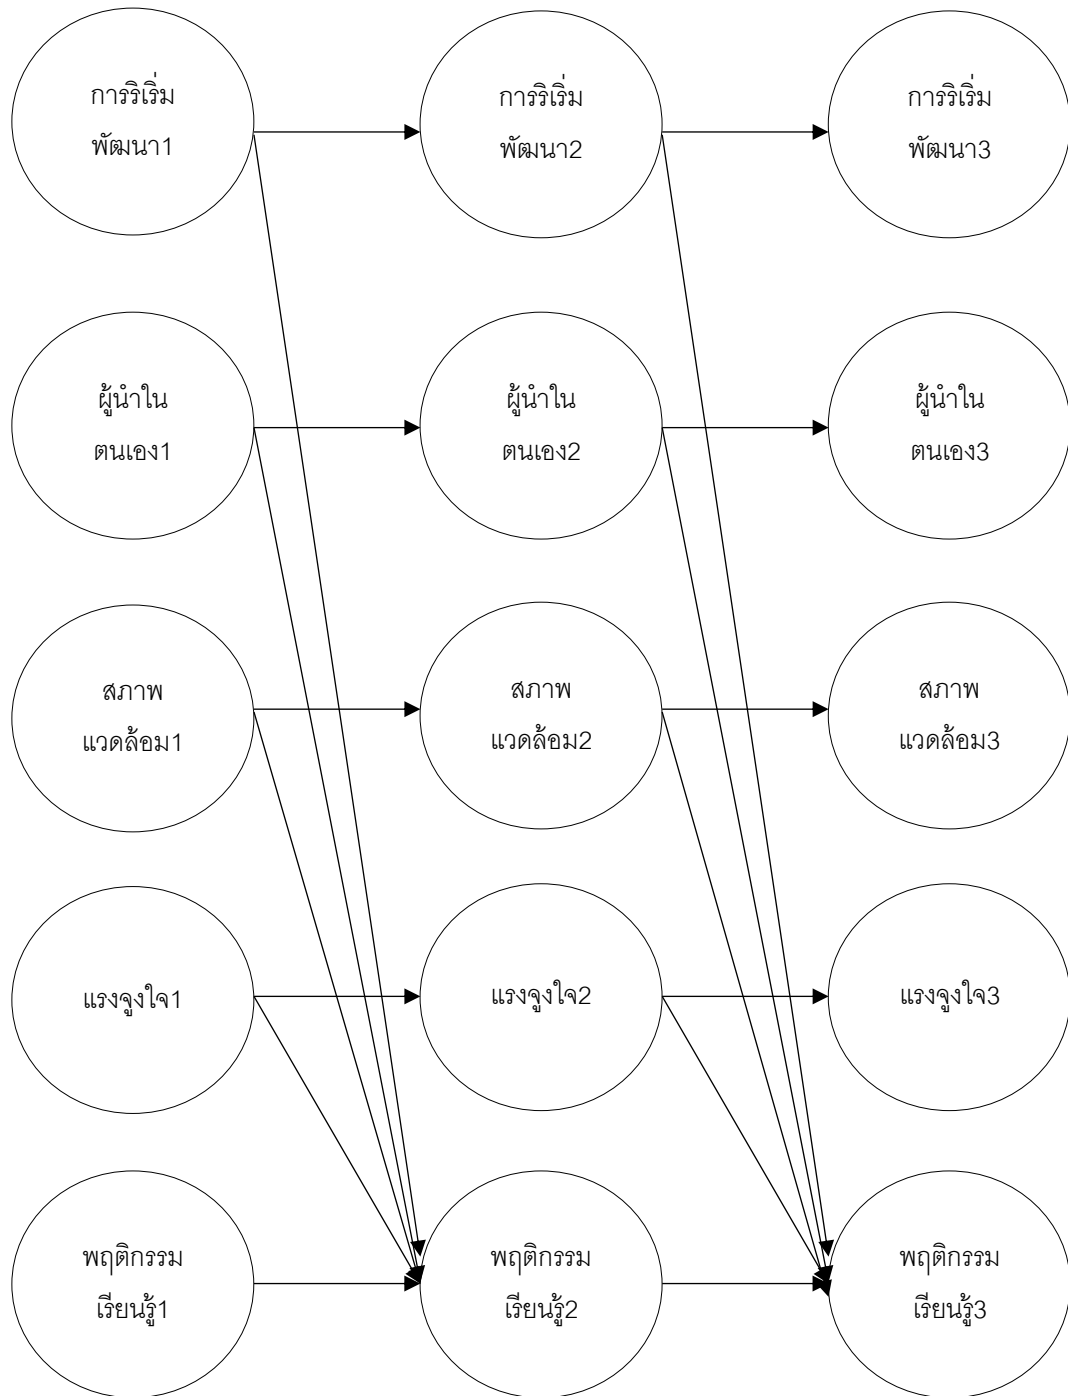 การริเริ่ม
พัฒนา1
การริเริ่ม
พัฒนา2
การริเริ่ม
พัฒนา3
ผู้นำใน
ตนเอง1
ผู้นำใน
ตนเอง2
ผู้นำใน
ตนเอง3
สภาพ
แวดล้อม1
สภาพ
แวดล้อม2
สภาพ
แวดล้อม3
แรงจูงใจ1
แรงจูงใจ2
แรงจูงใจ3
พฤติกรรม
เรียนรู้1
พฤติกรรม
เรียนรู้2
พฤติกรรม
เรียนรู้3